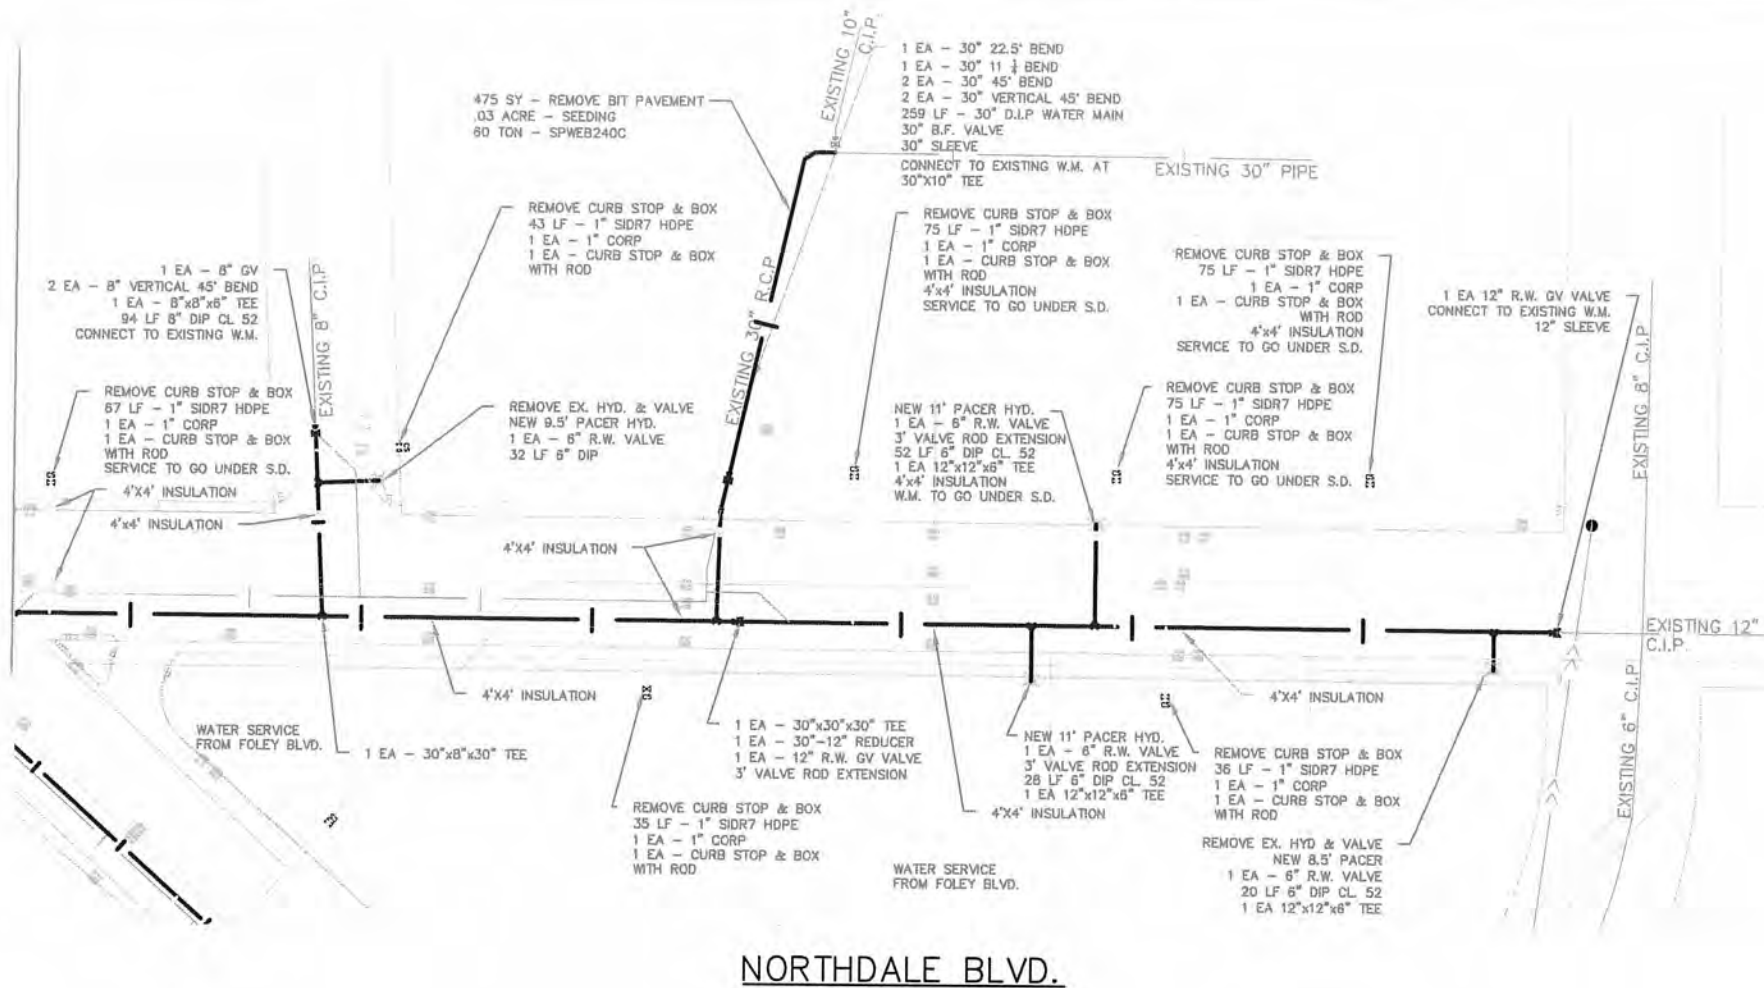 EXISTING 10"
C.I.P.
1 EA - 30" 22.5' BEND
1 EA - 30" 11 ¼ BEND
2 EA - 30" 45' BEND
2 EA - 30" VERTICAL 45' BEND
259 LF - 30" D.I.P WATER MAIN
30" B.F. VALVE
30" SLEEVE
CONNECT TO EXISTING W.M. AT
30"X10" TEE
EXISTING 30" PIPE
475 SY - REMOVE BIT PAVEMENT
.03 ACRE - SEEDING
60 TON - SPWEB240C
REMOVE CURB STOP & BOX
43 LF - 1" SIDR7 HDPE
1 EA - 1" CORP
1 EA - CURB STOP & BOX
WITH ROD
REMOVE CURB STOP & BOX
75 LF - 1" SIDR7 HDPE
1 EA - 1" CORP
1 EA - CURB STOP & BOX
WITH ROD
4'x4' INSULATION
SERVICE TO GO UNDER S.D.
REMOVE CURB STOP & BOX
75 LF - 1" SIDR7 HDPE
1 EA - 1" CORP
1 EA - CURB STOP & BOX
WITH ROD
4'x4' INSULATION
SERVICE TO GO UNDER S.D.
1 EA 12" R.W. GV VALVE
CONNECT TO EXISTING W.M.
12" SLEEVE
1 EA - 8" GV
2 EA - 8" VERTICAL 45' BEND
1 EA - 8"x8"x6" TEE
94 LF 8" DIP CL 52
CONNECT TO EXISTING W.M.
EXISTING 8" C.I.P
EXISTING 30" R.C.P
EXISTING 8" C.I.P
REMOVE CURB STOP & BOX
67 LF - 1" SIDR7 HDPE
1 EA - 1" CORP
1 EA - CURB STOP & BOX
WITH ROD
SERVICE TO GO UNDER S.D.
REMOVE EX. HYD. & VALVE
NEW 9.5' PACER HYD.
1 EA - 6" R.W. VALVE
32 LF 6" DIP
NEW 11' PACER HYD.
1 EA - 6" R.W. VALVE
3' VALVE ROD EXTENSION
52 LF 6" DIP CL. 52
1 EA 12"x12"x6" TEE
4'x4' INSULATION
W.M. TO GO UNDER S.D.
REMOVE CURB STOP & BOX
75 LF - 1" SIDR7 HDPE
1 EA - 1" CORP
1 EA - CURB STOP & BOX
WITH ROD
4'x4' INSULATION
SERVICE TO GO UNDER S.D.
4'X4' INSULATION
4'x4' INSULATION
4'X4' INSULATION
EXISTING 12"
C.I.P.
4'X4' INSULATION
4'X4' INSULATION
EXISTING 6" C.I.P
WATER SERVICE
FROM FOLEY BLVD.
1 EA - 30"x8"x30" TEE
1 EA - 30"x30"x30" TEE
1 EA - 30"-12" REDUCER
1 EA - 12" R.W. GV VALVE
3' VALVE ROD EXTENSION
NEW 11' PACER HYD.
1 EA - 6" R.W. VALVE
3' VALVE ROD EXTENSION
28 LF 6" DIP CL. 52
1 EA 12"x12"x6" TEE
REMOVE CURB STOP & BOX
36 LF - 1" SIDR7 HDPE
1 EA - 1" CORP
1 EA - CURB STOP & BOX
WITH ROD
REMOVE CURB STOP & BOX
35 LF - 1" SIDR7 HDPE
1 EA - 1" CORP
1 EA - CURB STOP & BOX
WITH ROD
4'X4' INSULATION
WATER SERVICE
FROM FOLEY BLVD.
REMOVE EX. HYD & VALVE
NEW 8.5' PACER
1 EA - 6" R.W. VALVE
20 LF 6" DIP CL. 52
1 EA 12"x12"x6" TEE
NORTHDALE BLVD.